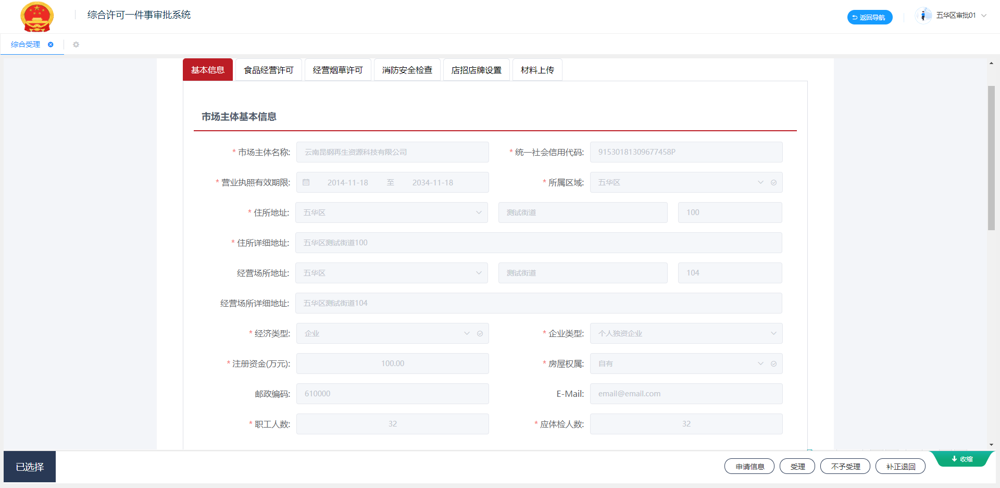 综合许可一件事审批系统
返回导航
五华区审批01
综合受理
基本信息 食品经营许可 经营烟草许可 消防安全检查 店招店牌设置 材料上传
市场主体基本信息
* 市场主体名称: 云南昆钢再生资源科技有限公司 * 统一社会信用代码: 91530181309677458P
* 营业执照有效期限: 2014-11-18 至 2034-11-18 * 所属区域: 五华区
* 住所地址: 五华区 测试街道 100
* 住所详细地址: 五华区测试街道100
经营场所地址: 五华区 测试街道 104
经营场所详细地址: 五华区测试街道104
* 经济类型: 企业 * 企业类型: 个人独资企业
* 注册资金(万元): 100.00 * 房屋权属: 自有
邮政编码: 610000 E-Mail: email@email.com
* 职工人数: 32 * 应体检人数: 32
已选择 申请信息 受理 不予受理 补正退回 收缩